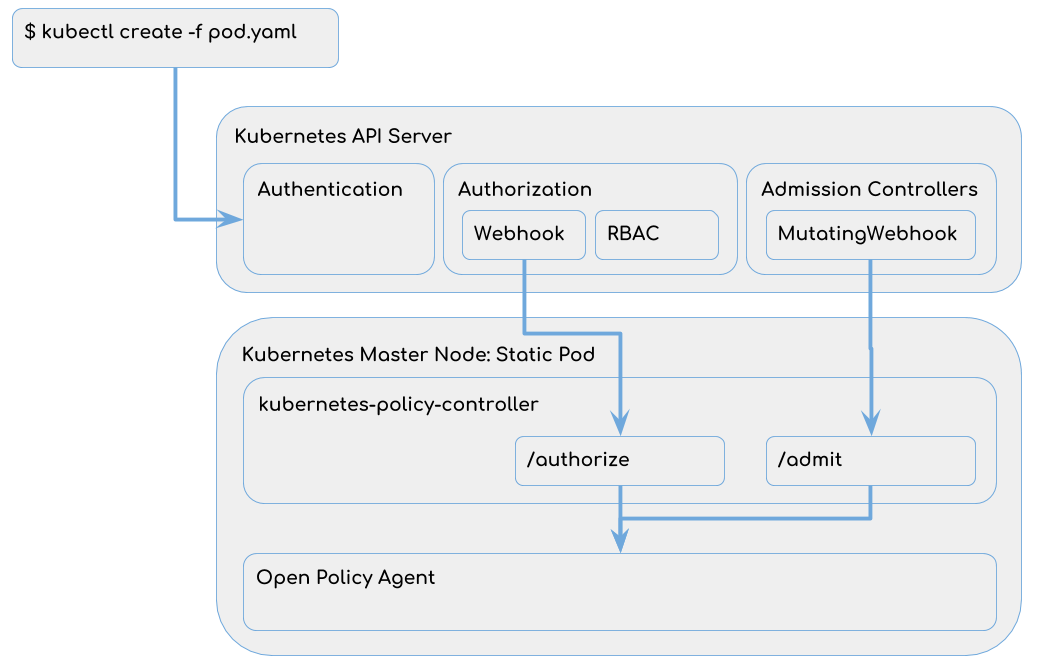 $ kubectl create -f pod.yaml
Kubernetes API Server
Authentication
Authorization
Webhook
RBAC
Admission Controllers
MutatingWebhook
Kubernetes Master Node: Static Pod
kubernetes-policy-controller
/authorize
/admit
Open Policy Agent